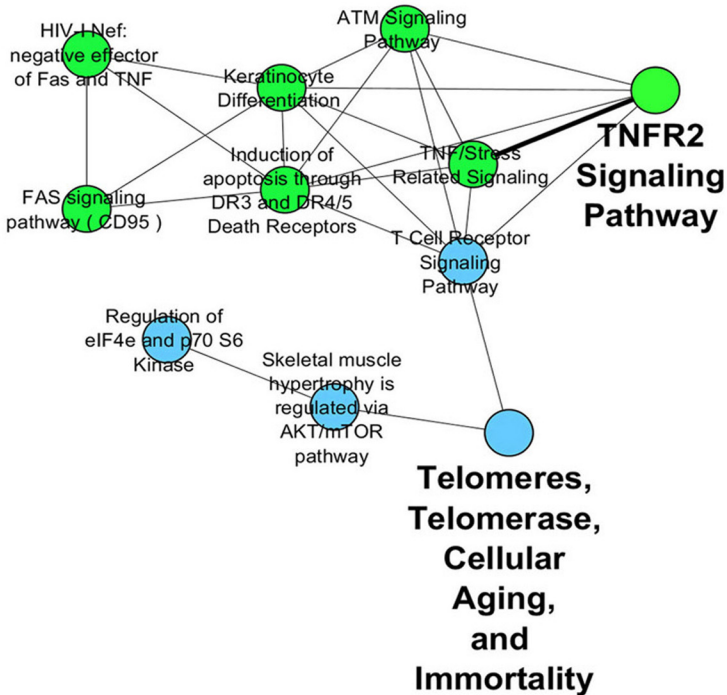 HIV-I Nef:
negative effector
of Fas and TNF
ATM Signaling
Pathway
Keratinocyte
Differentiation
TNFR2
Signaling
Pathway
TNF/Stress
Related Signaling
Induction of
apoptosis through
DR3 and DR4/5
Death Receptors
FAS signaling
pathway ( CD95 )
T Cell Receptor
Signaling
Pathway
Regulation of
eIF4e and p70 S6
Kinase
Skeletal muscle
hypertrophy is
regulated via
AKT/mTOR
pathway
Telomeres,
Telomerase,
Cellular
Aging,
and
Immortality